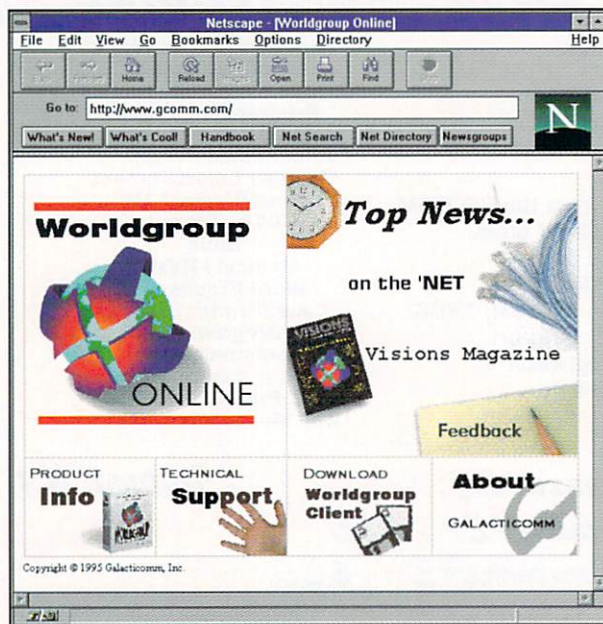 Netscape - [Worldgroup Online]
File Edit View Go Bookmarks Options Directory Help
Home Reload Open Print Find
Go to: http://www.gcomm.com/
N
What's New! What's Cool! Handbook Net Search Net Directory Newsgroups
Worldgroup
ONLINE
Top News...
on the 'NET
VISIONS
Visions Magazine
Feedback
PRODUCT
Info
TECHNICAL
Support
DOWNLOAD
Worldgroup
Client
About
GALACTICOMM
Copyright © 1995 Galacticomm, Inc.